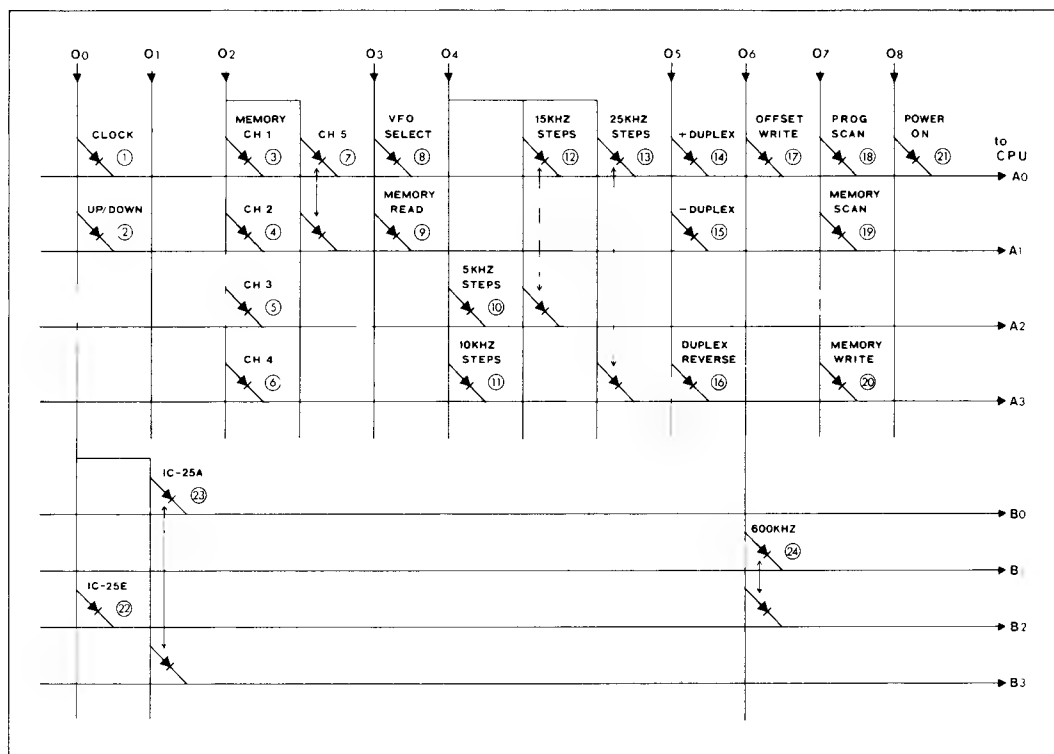 O0 O1 O2 O3 O4 O5 O6 O7 O8
CLOCK
1
MEMORY
CH 1
3
CH 5
7
VFO
SELECT
8
15KHZ
STEPS
12
25KHZ
STEPS
13
+DUPLEX
14
OFFSET
WRITE
17
PROG
SCAN
18
POWER
ON
21
to
CPU
A0
UP/DOWN
2
CH 2
4
MEMORY
READ
9
-DUPLEX
15
MEMORY
SCAN
19
A1
CH 3
5
5KHZ
STEPS
10
A2
CH 4
6
10KHZ
STEPS
11
DUPLEX
REVERSE
16
MEMORY
WRITE
20
A3
IC-25A
23
B0
600KHZ
24
B
IC-25E
22
B2
B3